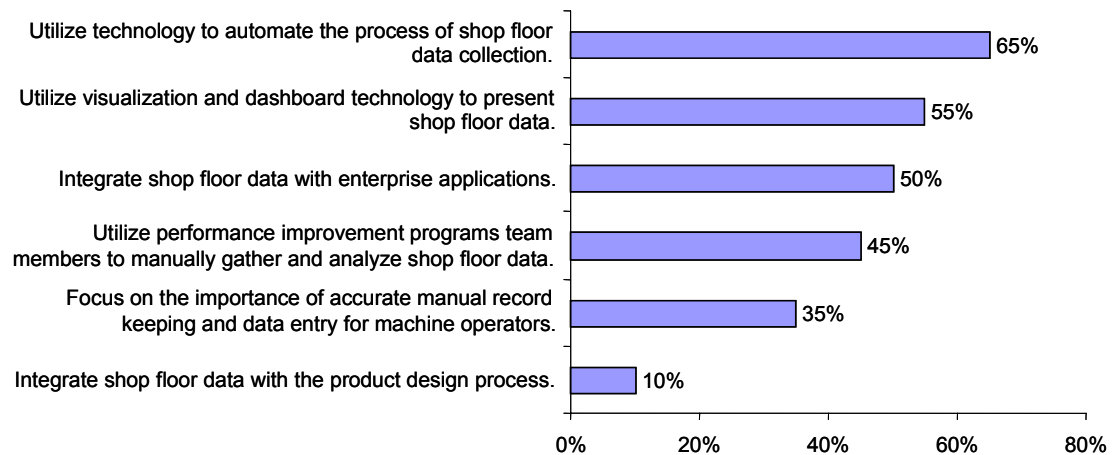 Utilize technology to automate the process of shop floor
data collection.
65%
Utilize visualization and dashboard technology to present
shop floor data.
55%
Integrate shop floor data with enterprise applications.
50%
Utilize performance improvement programs team
members to manually gather and analyze shop floor data.
45%
Focus on the importance of accurate manual record
keeping and data entry for machine operators.
35%
Integrate shop floor data with the product design process.
10%
0% 20% 40% 60% 80%